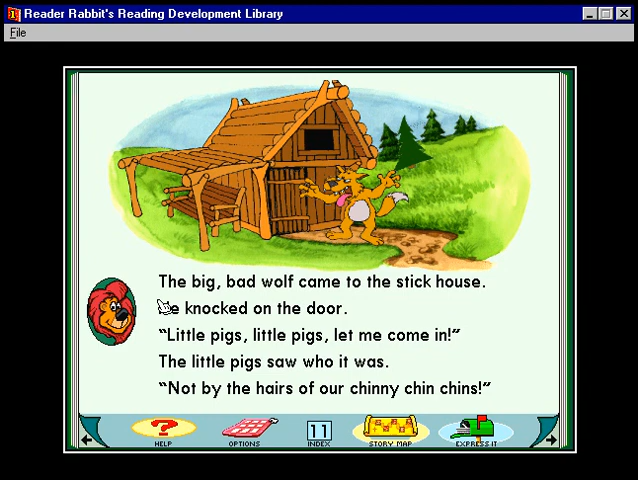 Reader Rabbit's Reading Development Library
File
The big, bad wolf came to the stick house.
e knocked on the door.
“Little pigs, little pigs, let me come in!”
The little pigs saw who it was.
“Not by the hairs of our chinny chin chins!”
HELP
OPTIONS
11
INDEX
STORY MAP
EXPRESS IT